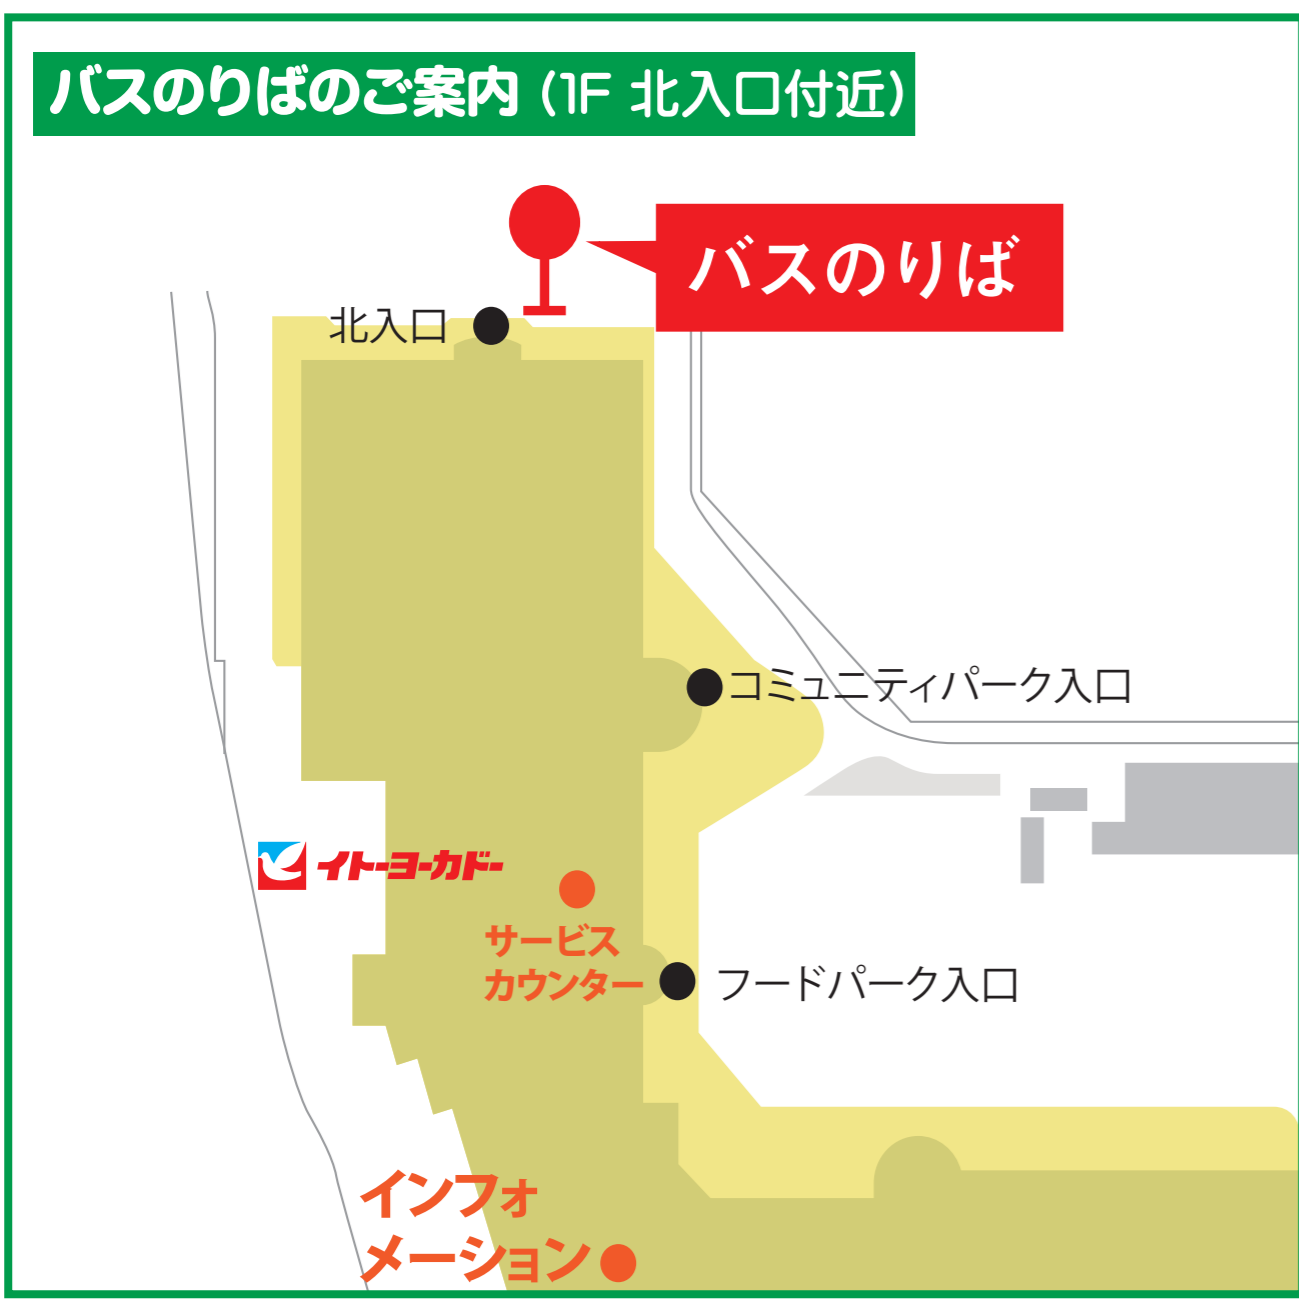 バスのりばのご案内（1F 北入口付近）
バスのりば
北入口
コミュニティパーク入口
イトーヨーカドー
サービス
カウンター
フードパーク入口
インフォ
メーション